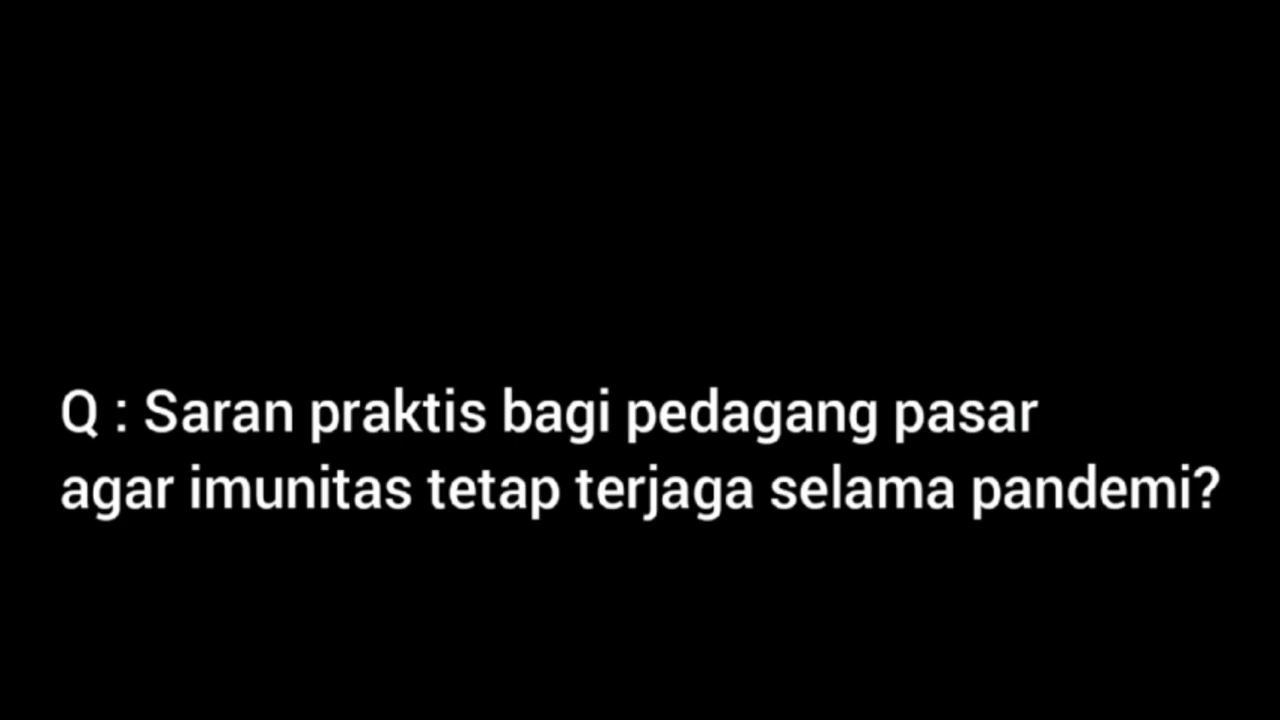 Q : Saran praktis bagi pedagang pasar
agar imunitas tetap terjaga selama pandemi?